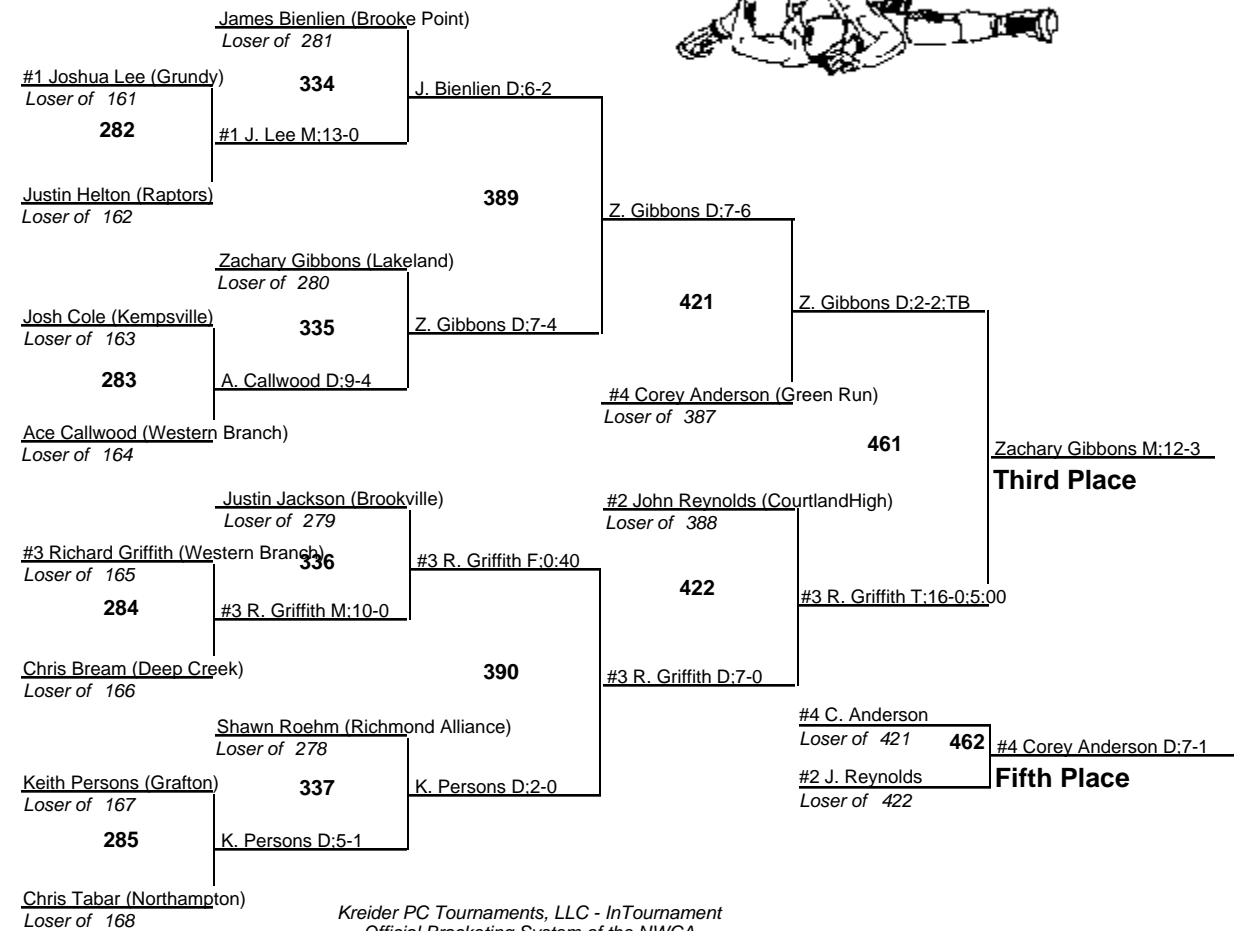 James Bienlien (Brooke Point)
Loser of 281
#1 Joshua Lee (Grundy)
Loser of 161
334
J. Bienlien D;6-2
282
#1 J. Lee M;13-0
Justin Helton (Raptors)
Loser of 162
389
Z. Gibbons D;7-6
Zachary Gibbons (Lakeland)
Loser of 280
Josh Cole (Kempsville)
Loser of 163
335
Z. Gibbons D;7-4
421
Z. Gibbons D;2-2;TB
283
A. Callwood D;9-4
#4 Corey Anderson (Green Run)
Loser of 387
Ace Callwood (Western Branch)
Loser of 164
461
Zachary Gibbons M;12-3
Third Place
Justin Jackson (Brookville)
Loser of 279
#2 John Reynolds (CourtlandHigh)
Loser of 388
#3 Richard Griffith (Western Branch)
Loser of 165
336
#3 R. Griffith F;0:40
422
284
#3 R. Griffith M;10-0
#3 R. Griffith T;16-0;5:00
Chris Bream (Deep Creek)
Loser of 166
390
#3 R. Griffith D;7-0
Shawn Roehm (Richmond Alliance)
Loser of 278
#4 C. Anderson
Loser of 421
462
#4 Corey Anderson D;7-1
Fifth Place
Keith Persons (Grafton)
Loser of 167
337
K. Persons D;2-0
#2 J. Reynolds
Loser of 422
285
K. Persons D;5-1
Chris Tabar (Northampton)
Loser of 168
Kreider PC Tournaments, LLC - InTournament
Official Bracketing System of the NWCA